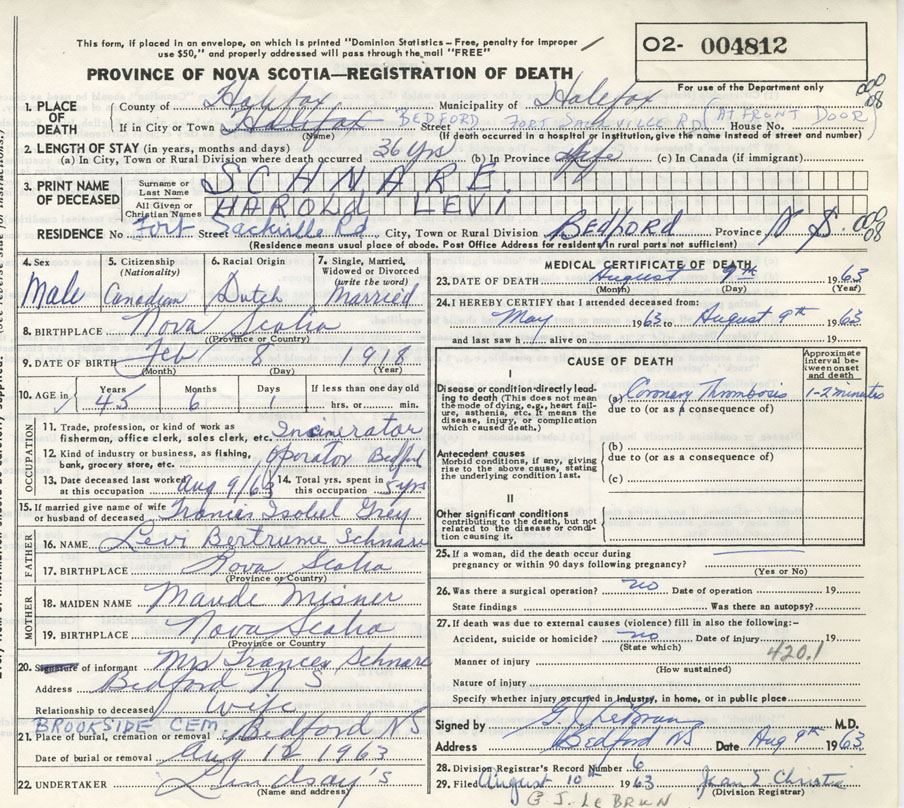 This form, if placed in an envelope, on which is printed "Dominion Statistics – Free, penalty for improper
use $50," and properly addressed will pass through the mail "FREE"
O2- 004812
For use of the Department only
PROVINCE OF NOVA SCOTIA—REGISTRATION OF DEATH
000
08
1. PLACE OF DEATH County of Halifax Municipality of Halifax
If in City or Town Halifax BEDFORD Street FORT SACKVILLE RD (AT FRONT DOOR) House No.
(Name) (If death occurred in a hospital or institution, give the name instead of street and number)
2. LENGTH OF STAY (in years, months and days)
(a) In City, Town or Rural Division where death occurred 36 yrs (b) In Province life (c) In Canada (if immigrant)
3. PRINT NAME OF DECEASED Surname or Last Name SCHNARE
All Given or Christian Names HAROLD LEVI
RESIDENCE No Fort Street Sackville Rd, City, Town or Rural Division BEDFORD Province N S. 000 08
(Residence means usual place of abode. Post Office Address for residents in rural parts not sufficient)
4. Sex Male
5. Citizenship (Nationality) Canadian
6. Racial Origin Dutch
7. Single, Married, Widowed or Divorced (write the word) Married
8. BIRTHPLACE Nova Scotia
(Province or Country)
9. DATE OF BIRTH Feb 8 1918
(Month) (Day) (Year)
10. AGE in Years 45 Months 6 Days 1 If less than one day old hrs. or min.
OCCUPATION
11. Trade, profession, or kind of work as fisherman, office clerk, sales clerk, etc. Incinerator
12. Kind of industry or business, as fishing, bank, grocery store, etc. Operator Bedford
13. Date deceased last worked at this occupation Aug 9/63 14. Total yrs. spent in this occupation 5 yrs
15. If married give name of wife or husband of deceased Frances Isobel Grey
FATHER
16. NAME Levi Bertrume Schnare
17. BIRTHPLACE Nova Scotia
(Province or Country)
MOTHER
18. MAIDEN NAME Maude Misner
19. BIRTHPLACE Nova Scotia
(Province or Country)
20. Signature of informant Mrs Frances Schnare
Address Bedford N S
Relationship to deceased wife
BROOKSIDE CEM
21. Place of burial, cremation or removal Bedford NS
Date of burial or removal Aug 12 1963
22. UNDERTAKER Lindsay's
(Name and address)
MEDICAL CERTIFICATE OF DEATH
23. DATE OF DEATH August 9th 1963
(Month) (Day) (Year)
24. I HEREBY CERTIFY that I attended deceased from:
May 1963 to August 9th 1963
and last saw h alive on 19
CAUSE OF DEATH
Approximate interval between onset and death
I
Disease or condition directly leading to death (This does not mean the mode of dying, e.g., heart failure, asthenia, etc. It means the disease, injury, or complication which caused death.)
(a) Coronary Thrombosis 1-2 minutes
due to (or as a consequence of)
Antecedent causes
Morbid conditions, if any, giving rise to the above cause, stating the underlying condition last.
(b)
due to (or as a consequence of)
(c)
II
Other significant conditions contributing to the death, but not related to the disease or condition causing it.
25. If a woman, did the death occur during pregnancy or within 90 days following pregnancy?
(Yes or No)
26. Was there a surgical operation? no Date of operation 19
State findings Was there an autopsy?
27. If death was due to external causes (violence) fill in also the following:–
Accident, suicide or homicide? no Date of injury 19
(State which) 420.1
Manner of injury
(How sustained)
Nature of injury
Specify whether injury occurred in industry, in home, or in public place
Signed by G. J. LeBrun M.D.
Address Bedford NS Date Aug 9th 1963
28. Division Registrar's Record Number 6
29. Filed August 10th 1963 Jean E Christie
(Division Registrar)
G J. LE BRUN